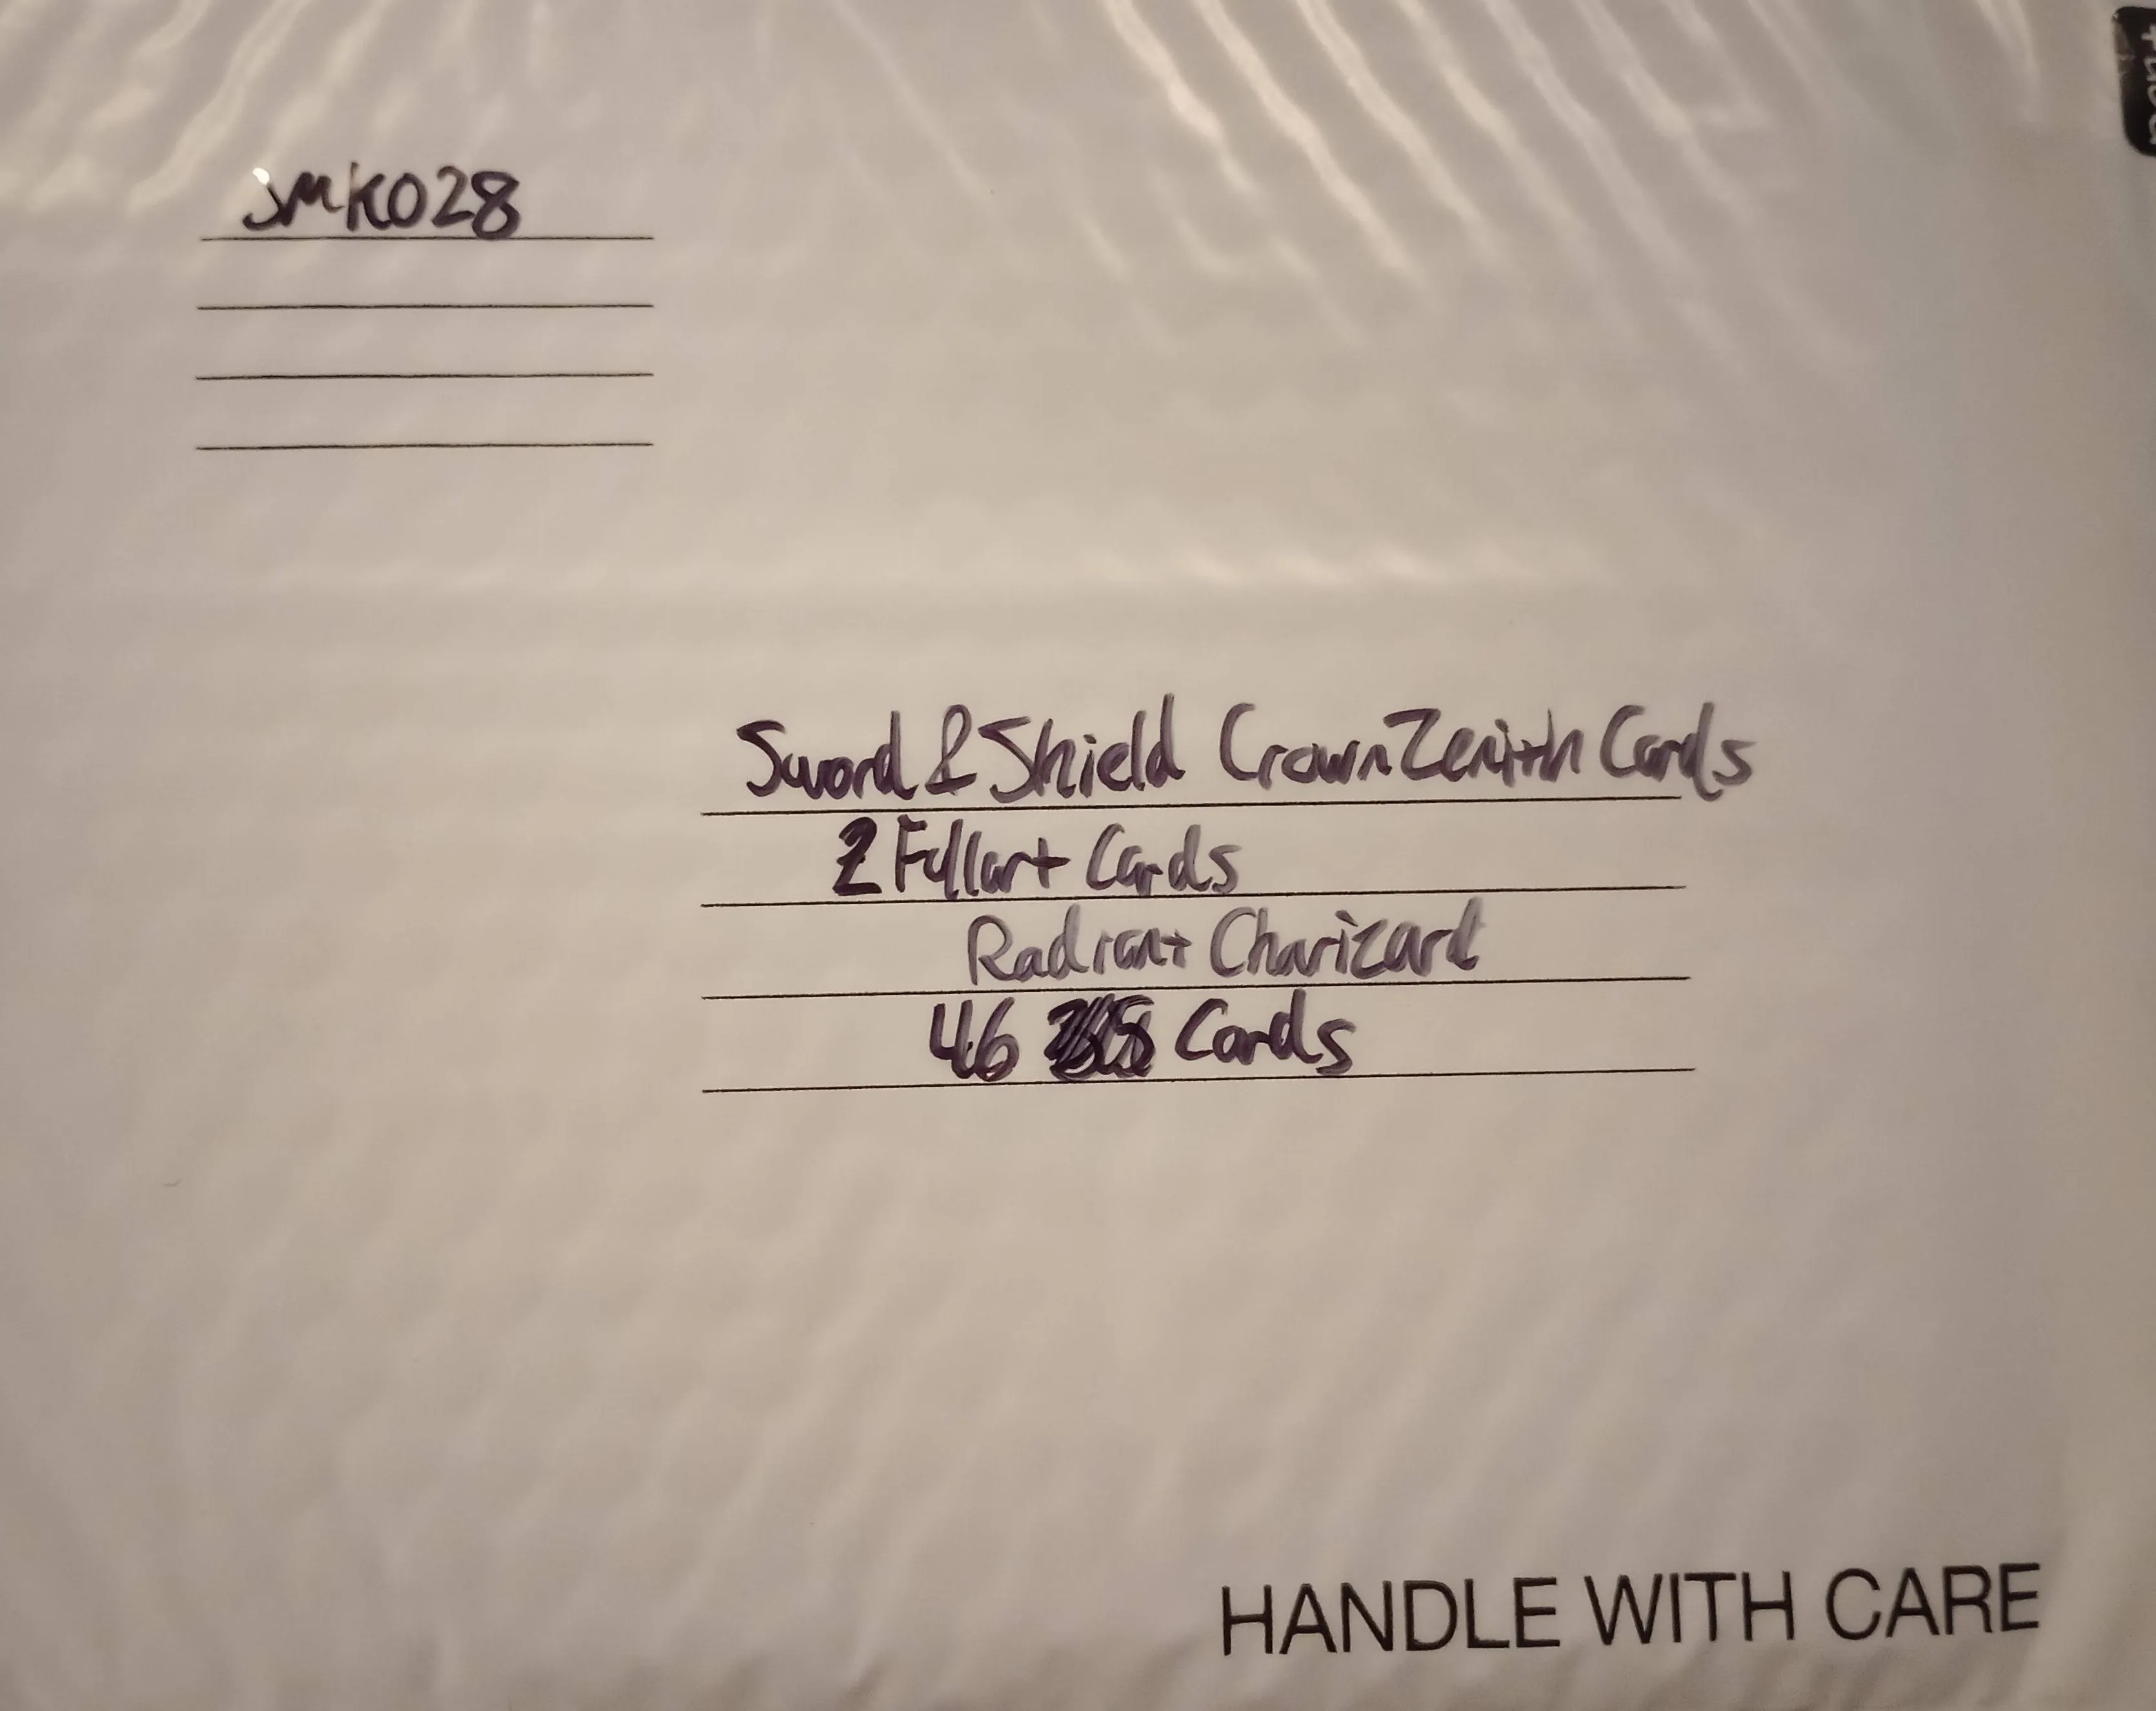 JMK028
Sword & Shield Crown Zenith Cards
2 Fullart Cards
Radiant Charizard
46 Cards
HANDLE WITH CARE